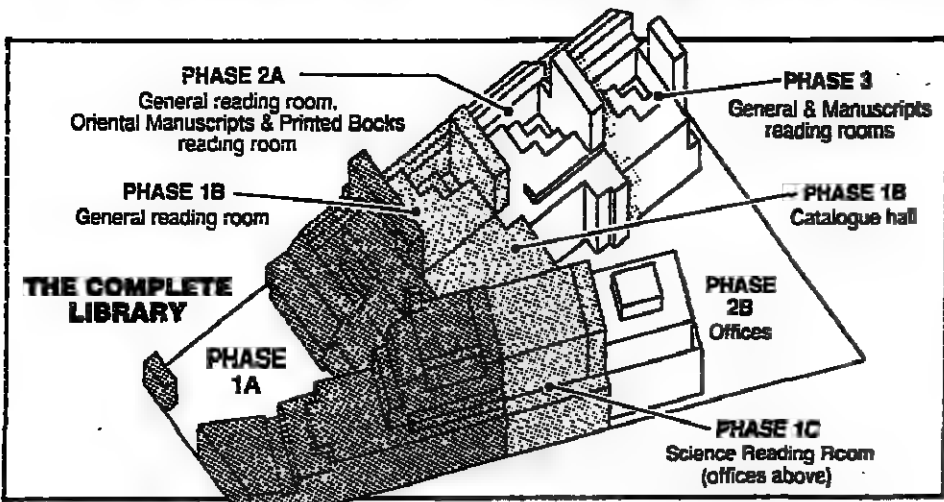 PHASE 2A
General reading room,
Oriental Manuscripts & Printed Books
reading room
PHASE 3
General & Manuscripts
reading rooms
PHASE 1B
General reading room
PHASE 1B
Catalogue hall
THE COMPLETE
LIBRARY
PHASE
2B
Offices
PHASE
1A
PHASE 1C
Science Reading Room
(offices above)